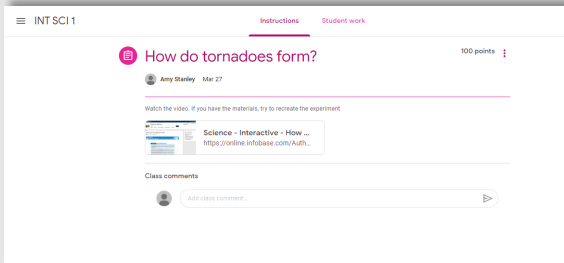 INT SCI 1
Instructions Student work
How do tornadoes form?
100 points
Amy Stanley Mar 27
Watch the video. If you have the materials, try to recreate the experiment
Science - Interactive - How ...
https://online.infobase.com/Auth...
Class comments
Add class comment...